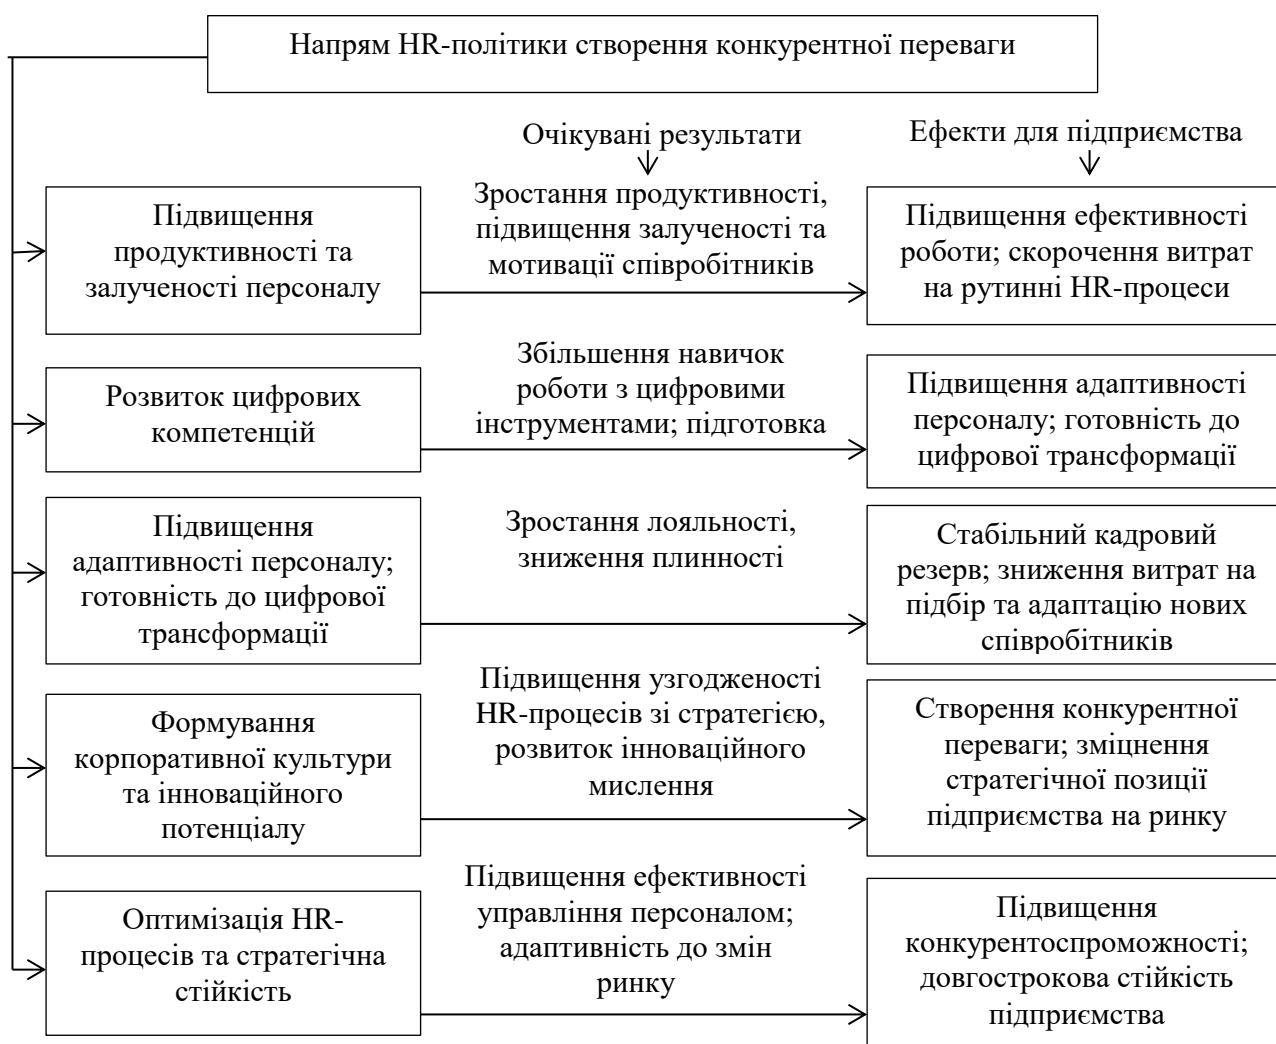 Напрям HR-політики створення конкурентної переваги
Очікувані результати
Ефекти для підприємства
Підвищення
продуктивності та
залученості персоналу
Зростання продуктивності,
підвищення залученості та
мотивації співробітників
Підвищення ефективності
роботи; скорочення витрат
на рутинні HR-процеси
Розвиток цифрових
компетенцій
Збільшення навичок
роботи з цифровими
інструментами; підготовка
Підвищення адаптивності
персоналу; готовність до
цифрової трансформації
Підвищення
адаптивності персоналу;
готовність до цифрової
трансформації
Зростання лояльності,
зниження плинності
Стабільний кадровий
резерв; зниження витрат на
підбір та адаптацію нових
співробітників
Формування
корпоративної культури
та інноваційного
потенціалу
Підвищення узгодженості
HR-процесів зі стратегією,
розвиток інноваційного
мислення
Створення конкурентної
переваги; зміцнення
стратегічної позиції
підприємства на ринку
Оптимізація HR-
процесів та стратегічна
стійкість
Підвищення ефективності
управління персоналом;
адаптивність до змін
ринку
Підвищення
конкурентоспроможності;
довгострокова стійкість
підприємства